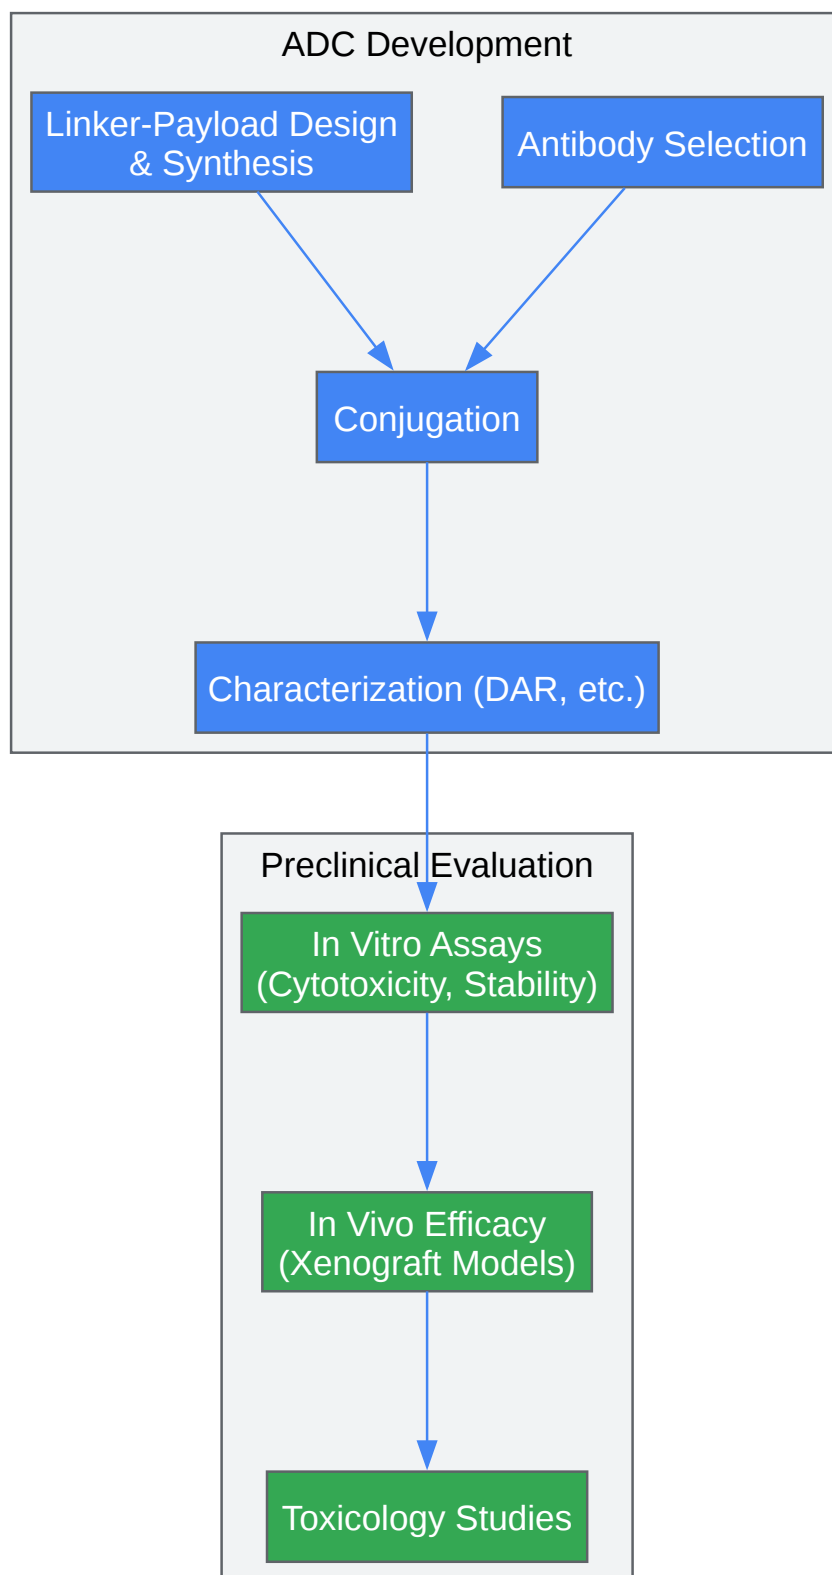 ADC Development
Linker-Payload Design
& Synthesis
Antibody Selection
Conjugation
Characterization (DAR, etc.)
Preclinical Evaluation
In Vitro Assays
(Cytotoxicity, Stability)
In Vivo Efficacy
(Xenograft Models)
Toxicology Studies